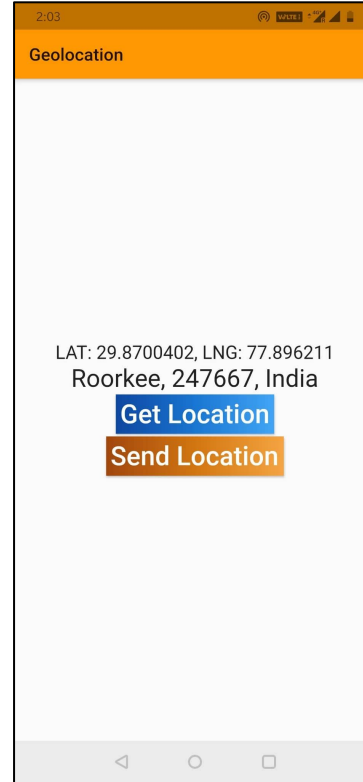 2:03
Geolocation
LAT: 29.8700402, LNG: 77.896211
Roorkee, 247667, India
Get Location
Send Location